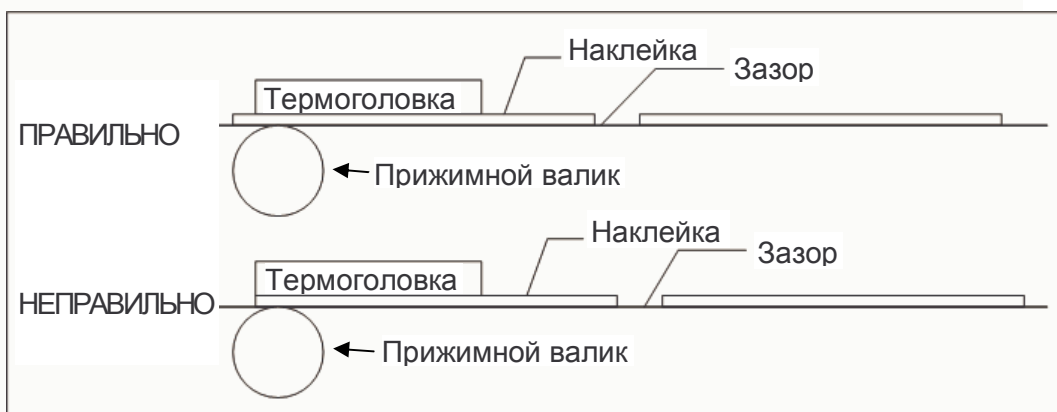 Наклейка
Зазор
Термоголовка
ПРАВИЛЬНО
Прижимной валик
Наклейка
Зазор
Термоголовка
НЕПРАВИЛЬНО
Прижимной валик